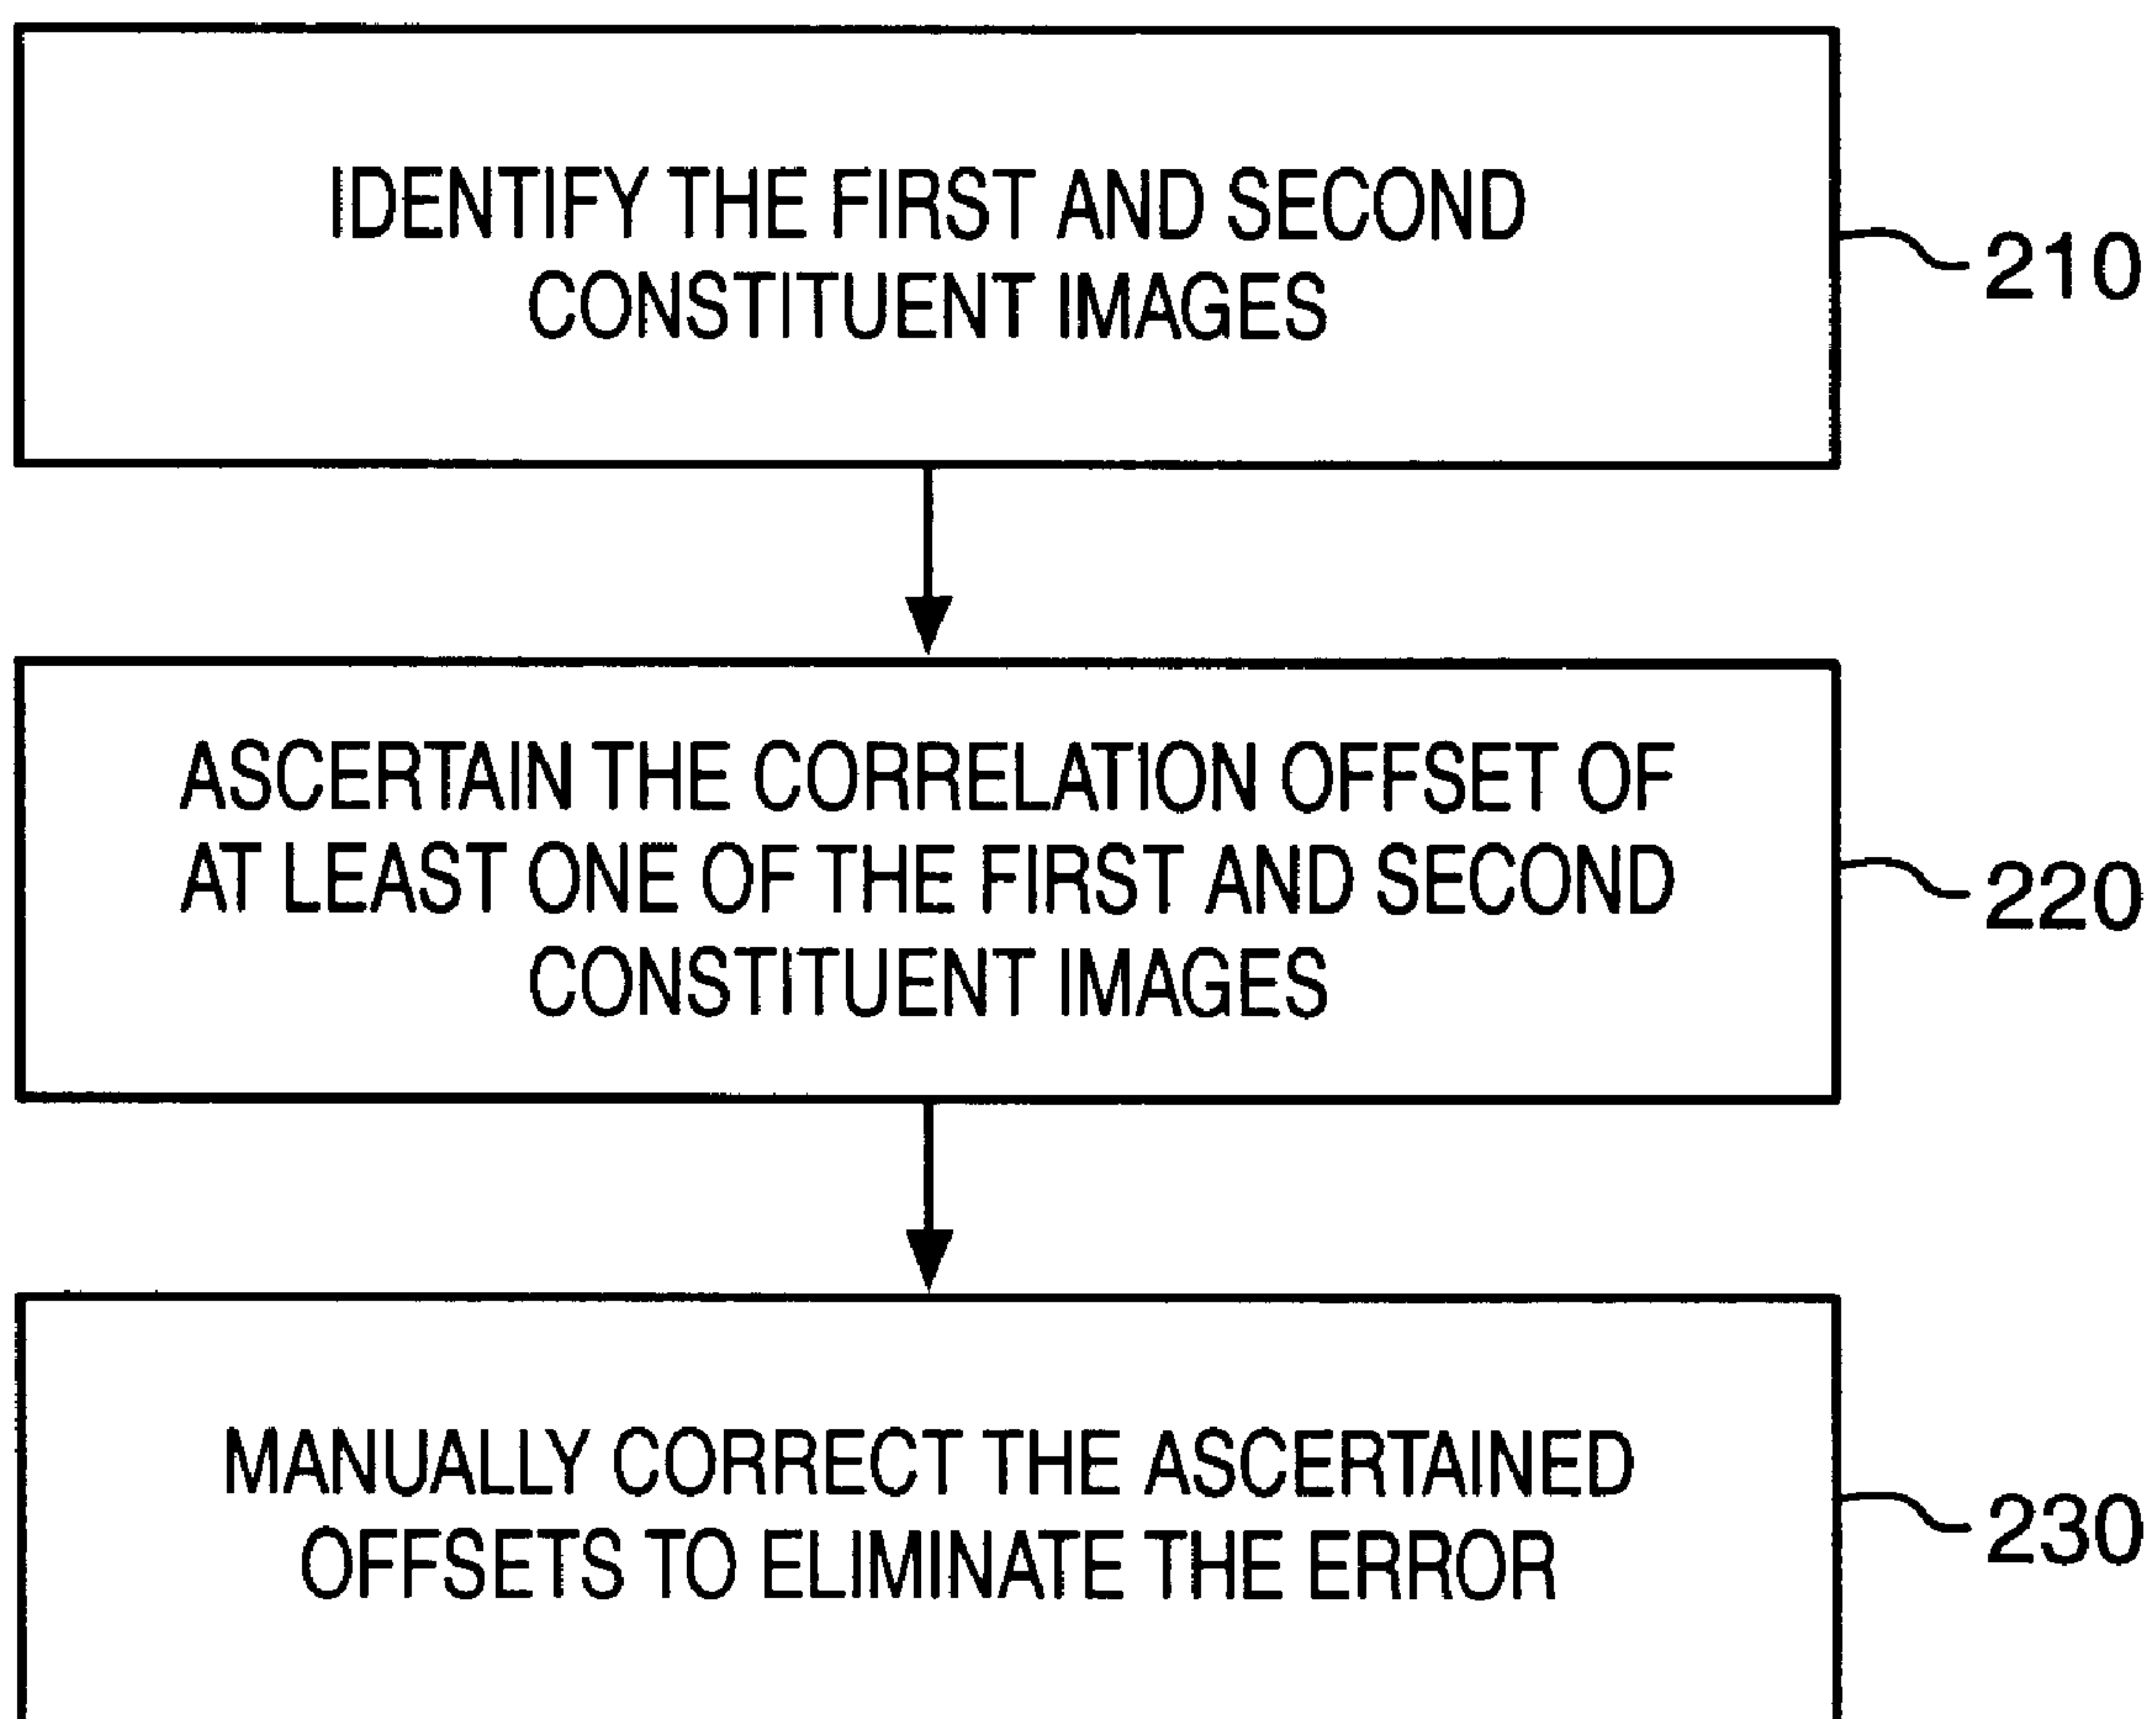 IDENTIFY THE FIRST AND SECOND
CONSTITUENT IMAGES
210
ASCERTAIN THE CORRELATION OFFSET OF
AT LEAST ONE OF THE FIRST AND SECOND
CONSTITUENT IMAGES
220
MANUALLY CORRECT THE ASCERTAINED
OFFSETS TO ELIMINATE THE ERROR
230